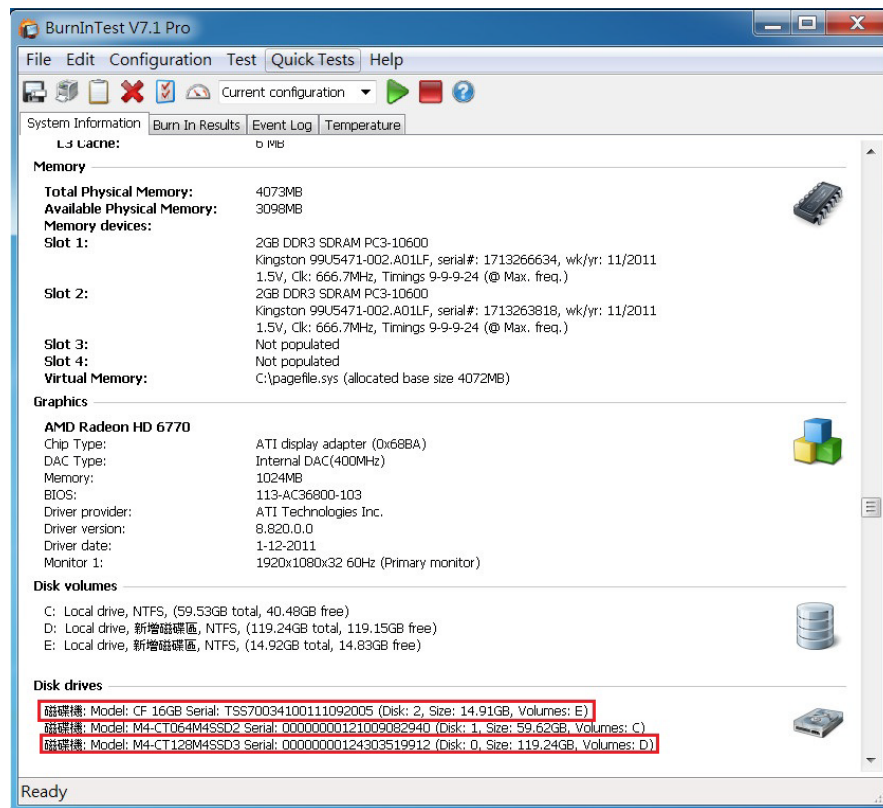 BurnInTest V7.1 Pro
File Edit Configuration Test Quick Tests Help
Current configuration
System Information Burn In Results Event Log Temperature
L3 Cache: 6 MB
Memory
Total Physical Memory: 4073MB
Available Physical Memory: 3098MB
Memory devices:
Slot 1: 2GB DDR3 SDRAM PC3-10600
Kingston 99U5471-002.A01LF, serial#: 1713266634, wk/yr: 11/2011
1.5V, Clk: 666.7MHz, Timings 9-9-9-24 (@ Max. freq.)
Slot 2: 2GB DDR3 SDRAM PC3-10600
Kingston 99U5471-002.A01LF, serial#: 1713263818, wk/yr: 11/2011
1.5V, Clk: 666.7MHz, Timings 9-9-9-24 (@ Max. freq.)
Slot 3: Not populated
Slot 4: Not populated
Virtual Memory: C:\pagefile.sys (allocated base size 4072MB)
Graphics
AMD Radeon HD 6770
Chip Type: ATI display adapter (0x68BA)
DAC Type: Internal DAC(400MHz)
Memory: 1024MB
BIOS: 113-AC36800-103
Driver provider: ATI Technologies Inc.
Driver version: 8.820.0.0
Driver date: 1-12-2011
Monitor 1: 1920x1080x32 60Hz (Primary monitor)
Disk volumes
C: Local drive, NTFS, (59.53GB total, 40.48GB free)
D: Local drive, 新增磁碟區, NTFS, (119.24GB total, 119.15GB free)
E: Local drive, 新增磁碟區, NTFS, (14.92GB total, 14.83GB free)
Disk drives
磁碟機: Model: CF 16GB Serial: TSS70034100111092005 (Disk: 2, Size: 14.91GB, Volumes: E)
磁碟機: Model: M4-CT064M4SSD2 Serial: 00000000121009082940 (Disk: 1, Size: 59.62GB, Volumes: C)
磁碟機: Model: M4-CT128M4SSD3 Serial: 00000000124303519912 (Disk: 0, Size: 119.24GB, Volumes: D)
Ready